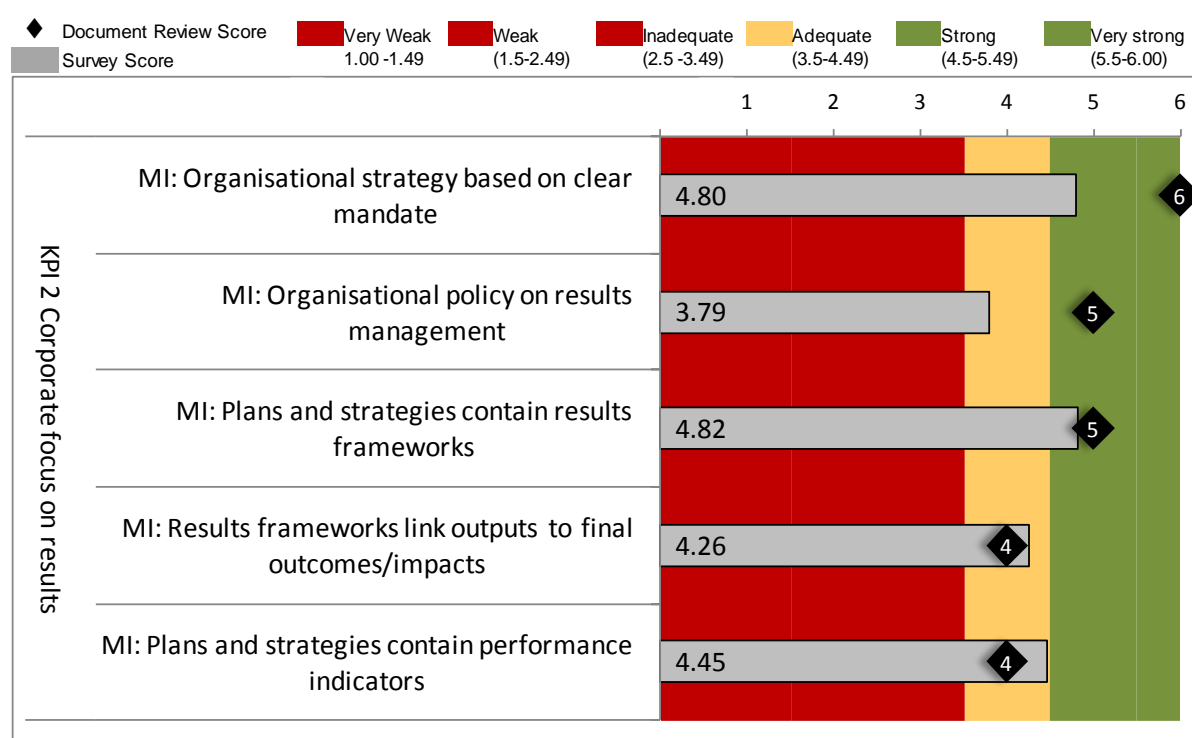 Document Review Score
Very Weak
Weak
Inadequate
Adequate
Strong
Very strong
Survey Score
1.00 -1.49
(1.5-2.49)
(2.5 -3.49)
(3.5-4.49)
(4.5-5.49)
(5.5-6.00)
1 2 3 4 5 6
KPI 2 Corporate focus on results
MI: Organisational strategy based on clear
mandate
4.80
6
MI: Organisational policy on results
management
3.79
5
MI: Plans and strategies contain results
frameworks
4.82
5
MI: Results frameworks link outputs to final
outcomes/impacts
4.26
4
MI: Plans and strategies contain performance
indicators
4.45
4